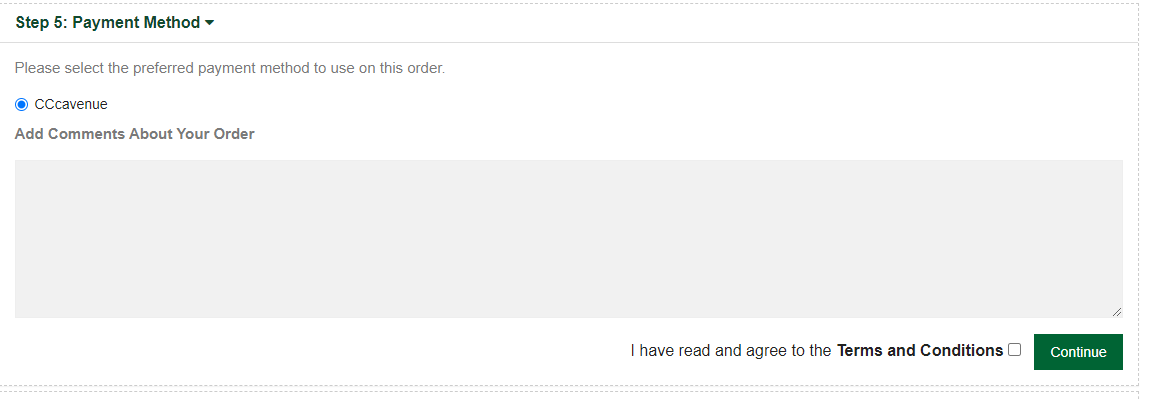 Step 5: Payment Method
Please select the preferred payment method to use on this order.
CCcavenue
Add Comments About Your Order
I have read and agree to the Terms and Conditions
Continue